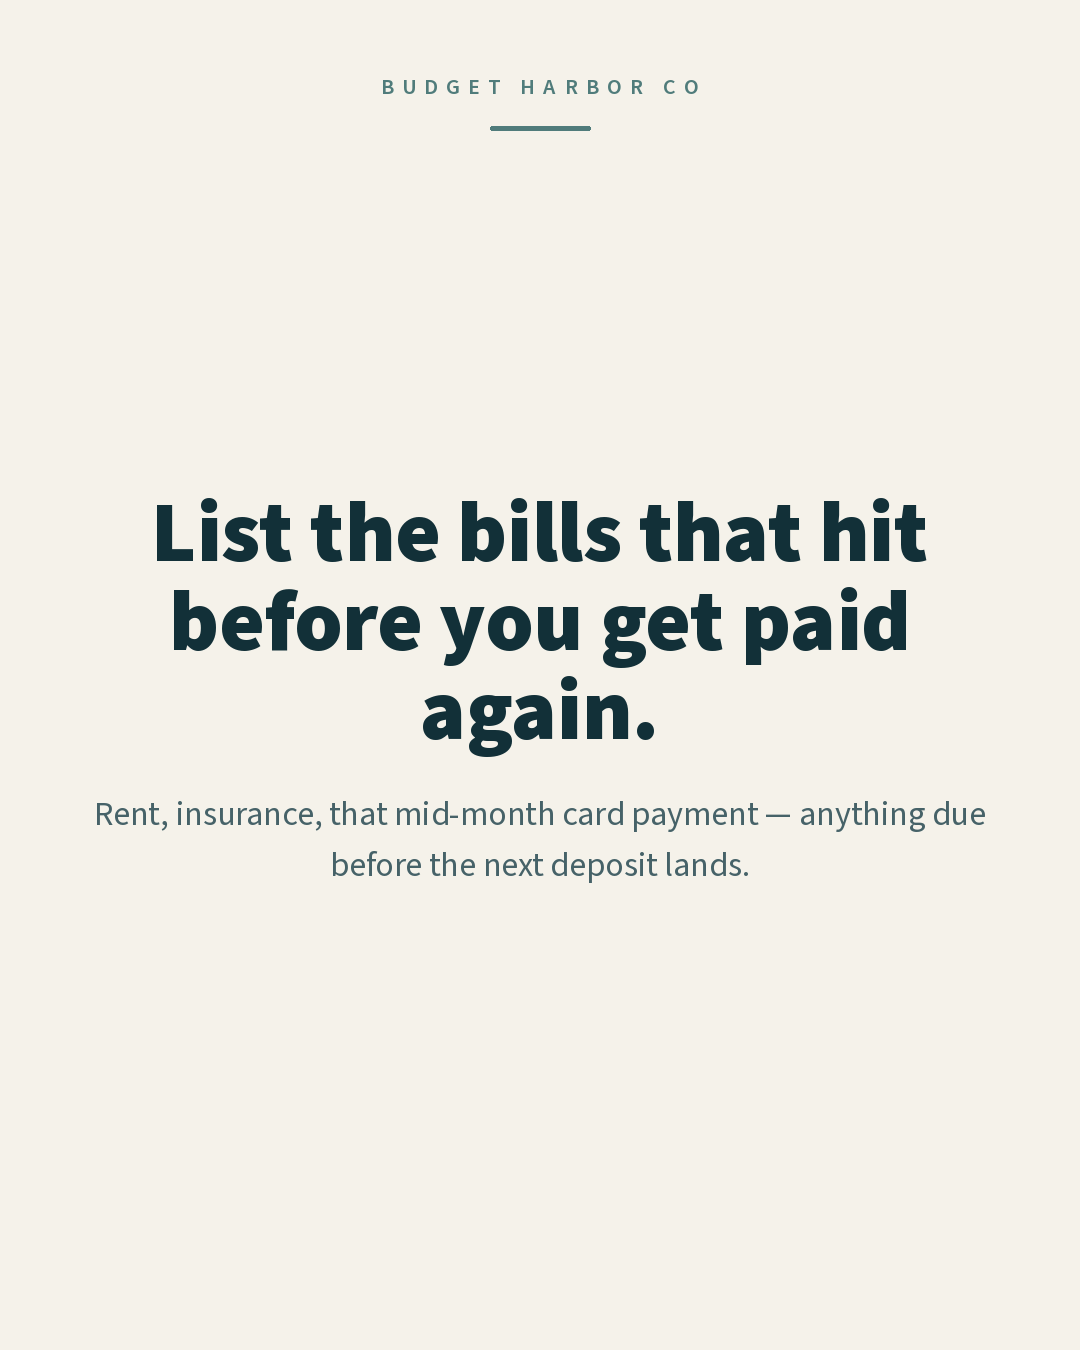 BUDGET HARBOR CO
List the bills that hit
before you get paid
again.
Rent, insurance, that mid-month card payment — anything due
before the next deposit lands.